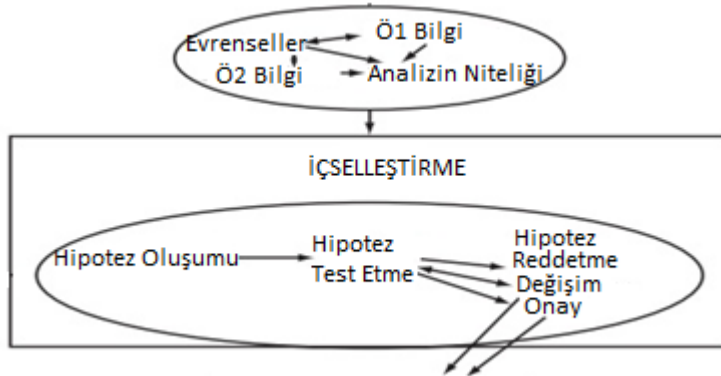 Ö1 Bilgi
Evrenseller
Ö2 Bilgi
Analizin Niteliği
İÇSELLEŞTİRME
Hipotez Oluşumu
Hipotez
Test Etme
Hipotez
Reddetme
Değişim
Onay